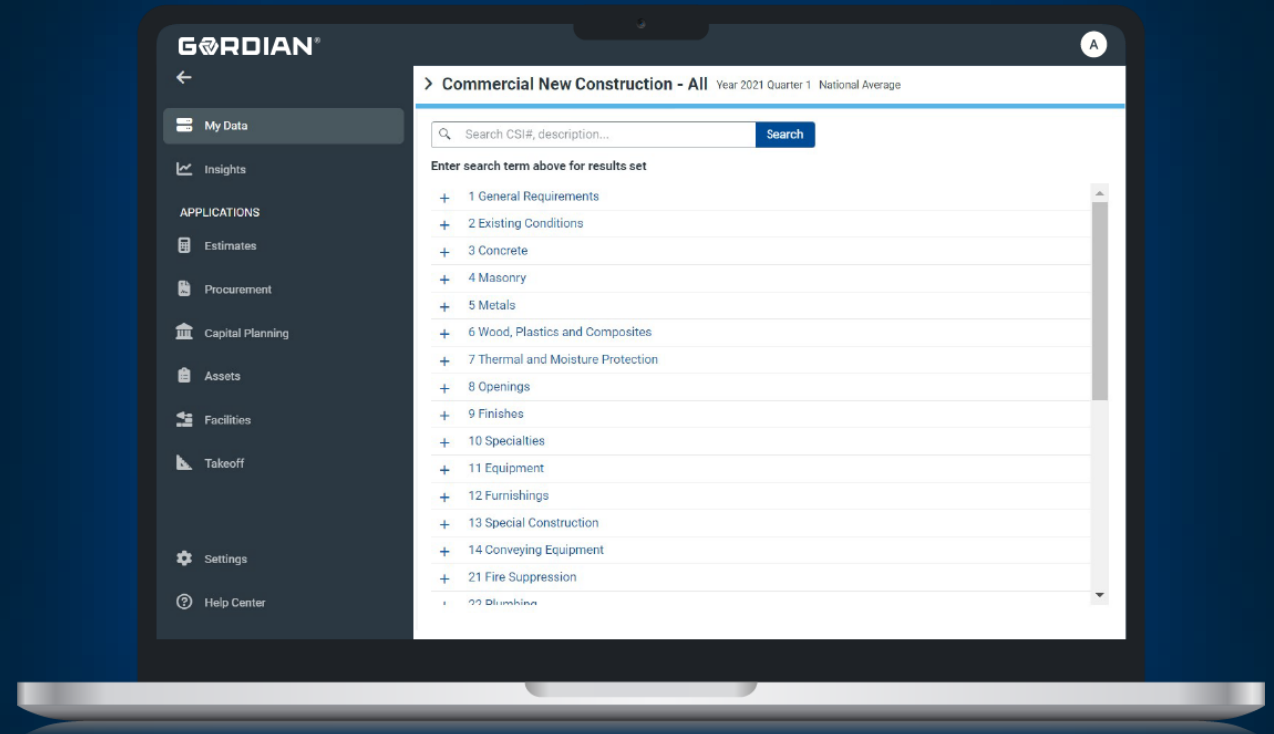 GORDIAN®
A
My Data
Insights
APPLICATIONS
Estimates
Procurement
Capital Planning
Assets
Facilities
Takeoff
Settings
Help Center
Commercial New Construction - All Year 2021 Quarter 1 National Average
Search CSI#, description... Search
Enter search term above for results set
+ 1 General Requirements
+ 2 Existing Conditions
+ 3 Concrete
+ 4 Masonry
+ 5 Metals
+ 6 Wood, Plastics and Composites
+ 7 Thermal and Moisture Protection
+ 8 Openings
+ 9 Finishes
+ 10 Specialties
+ 11 Equipment
+ 12 Furnishings
+ 13 Special Construction
+ 14 Conveying Equipment
+ 21 Fire Suppression
22 Plumbing